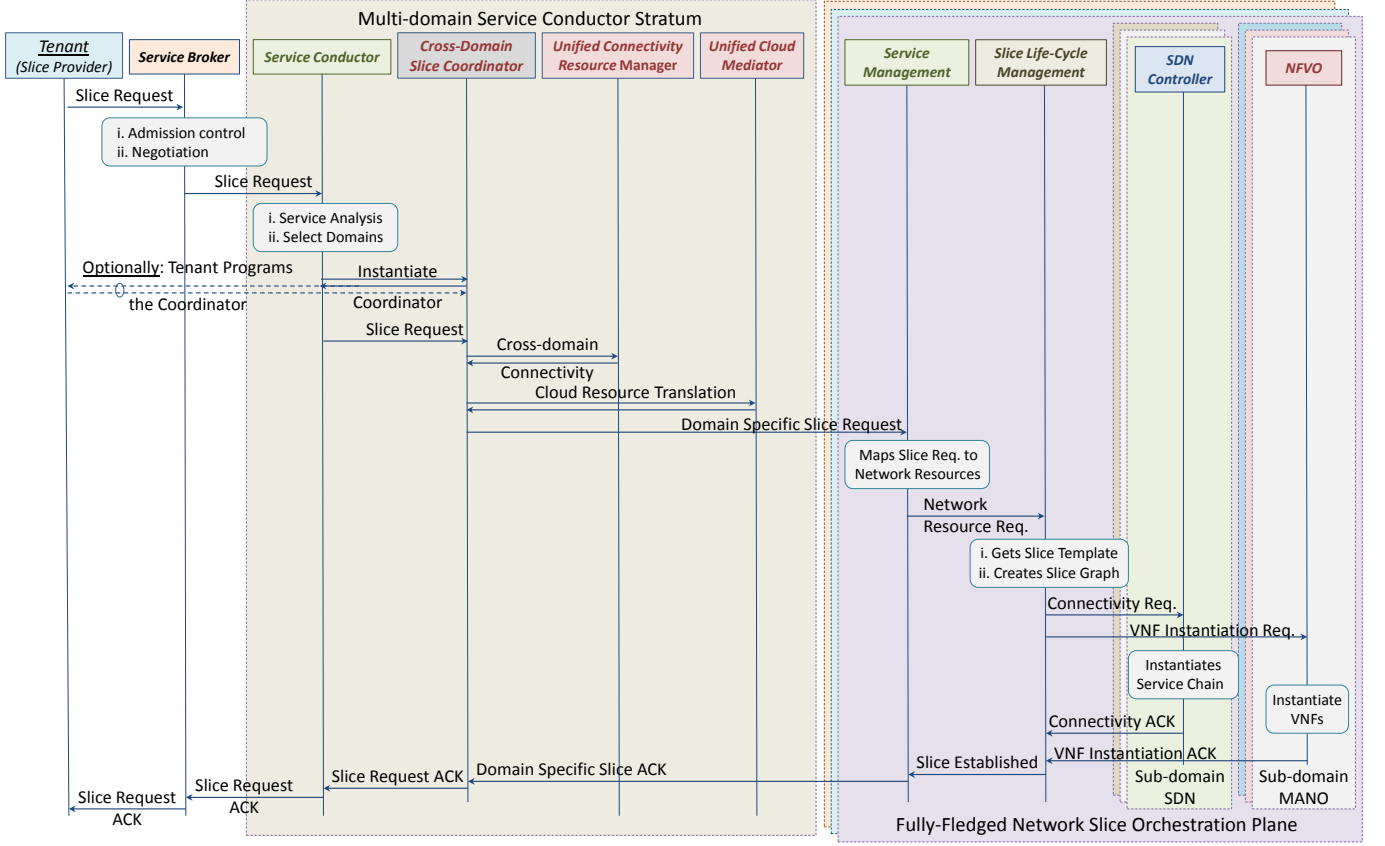 Multi-domain Service Conductor Stratum
Tenant
(Slice Provider)
Service Broker
Service Conductor
Cross-Domain
Slice Coordinator
Unified Connectivity
Resource Manager
Unified Cloud
Mediator
Service
Management
Slice Life-Cycle
Management
SDN
Controller
NFVO
Slice Request
i. Admission control
ii. Negotiation
Slice Request
i. Service Analysis
ii. Select Domains
Optionally: Tenant Programs
the Coordinator
Instantiate
Coordinator
Slice Request
Cross-domain
Connectivity
Cloud Resource Translation
Domain Specific Slice Request
Maps Slice Req. to
Network Resources
Network
Resource Req.
i. Gets Slice Template
ii. Creates Slice Graph
Connectivity Req.
VNF Instantiation Req.
Instantiates
Service Chain
Instantiate
VNFs
Connectivity ACK
VNF Instantiation ACK
Slice Established
Domain Specific Slice ACK
Slice Request ACK
Slice Request
ACK
Slice Request
ACK
Sub-domain
SDN
Sub-domain
MANO
Fully-Fledged Network Slice Orchestration Plane